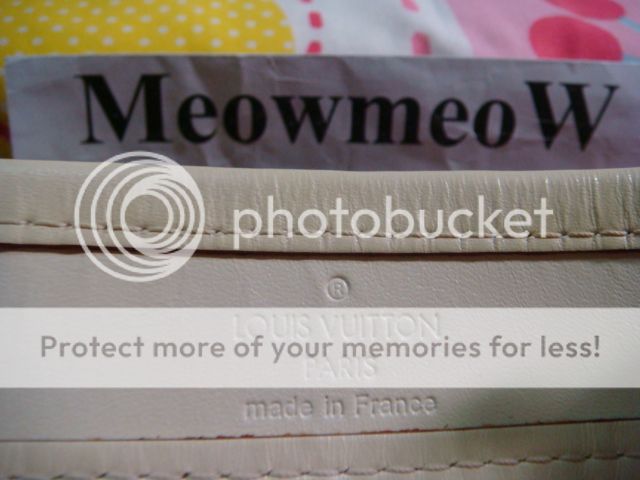 MeowmeoW
photobucket
®
LOUIS VUITTON
Protect more of your memories for less!
PARIS
made in France